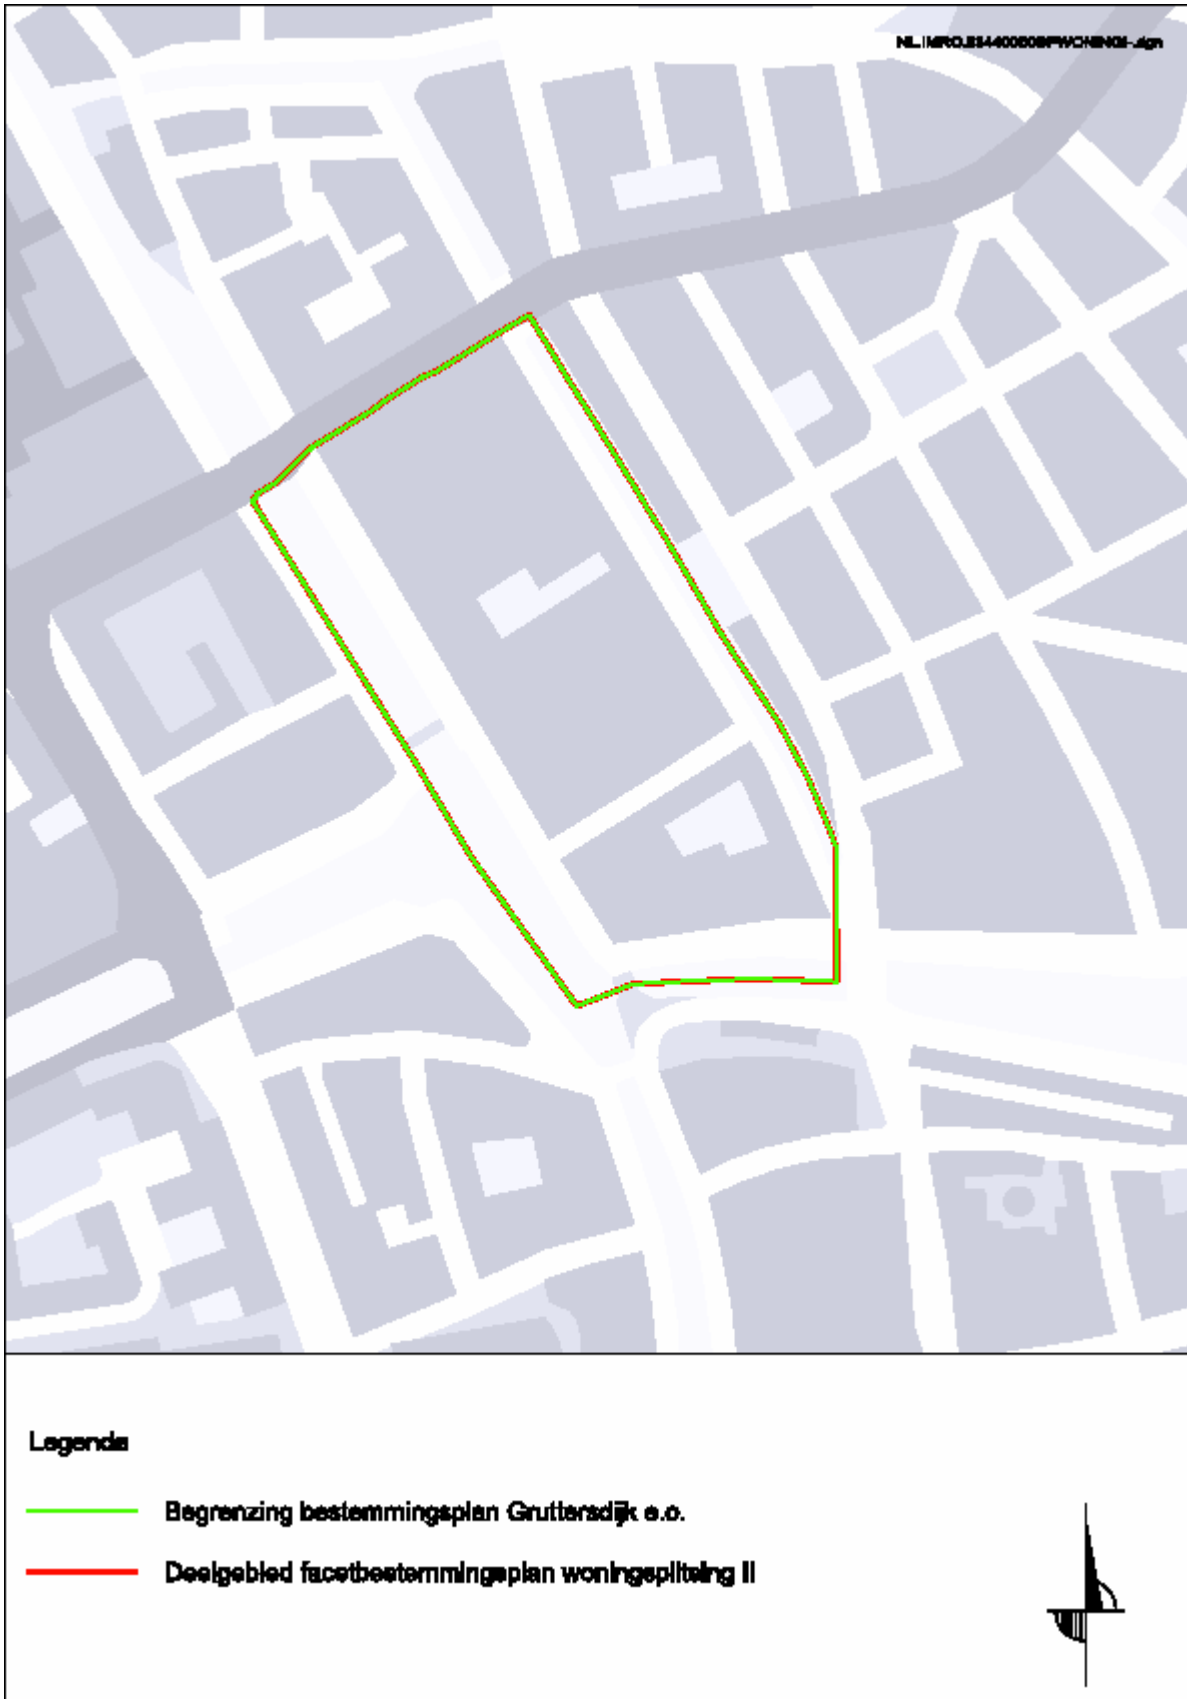 Legenda
Begrenzing bestemmingsplan Gruttersdijk e.o.
Deelgebied facetbestemmingsplan woningsplitsing II